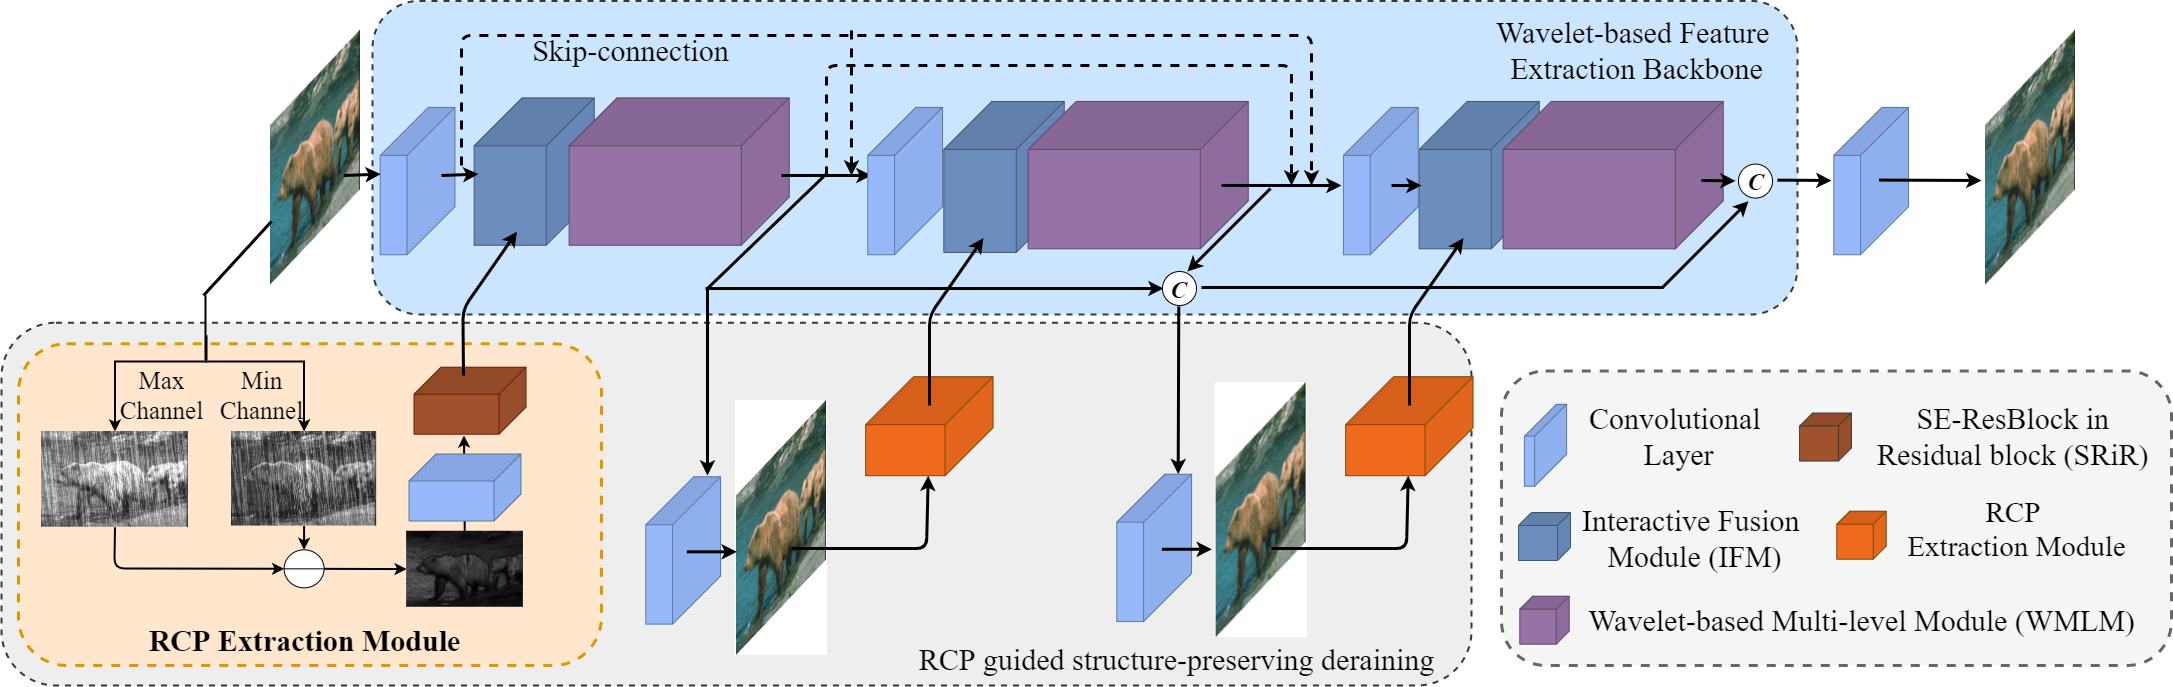 Skip-connection
Wavelet-based Feature
Extraction Backbone
C
C
Max
Channel
Min
Channel
RCP Extraction Module
RCP guided structure-preserving deraining
Convolutional
Layer
SE-ResBlock in
Residual block (SRiR)
Interactive Fusion
Module (IFM)
RCP
Extraction Module
Wavelet-based Multi-level Module (WMLM)